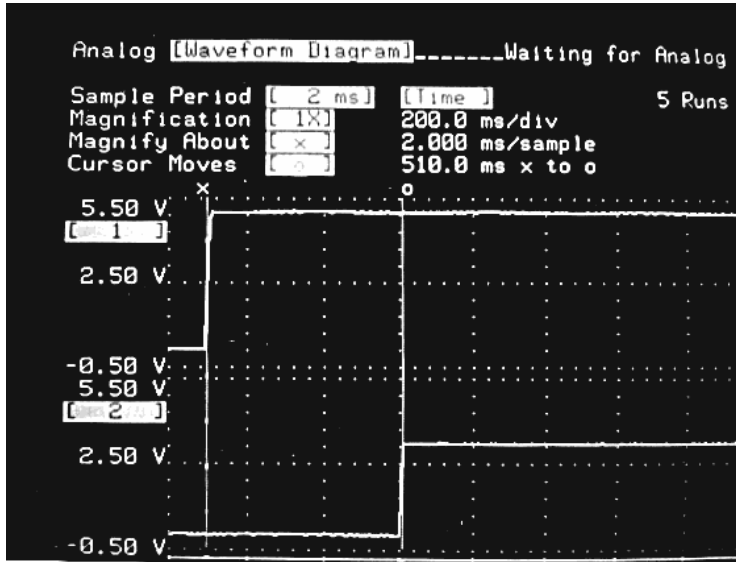 Analog [Waveform Diagram]_______Waiting for Analog
Sample Period [ 2 ms] [Time ] 5 Runs
Magnification [ 1X] 200.0 ms/div
Magnify About [ x ] 2.000 ms/sample
Cursor Moves [ o ] 510.0 ms x to o
x o
5.50 V
[ 1 ]
2.50 V
-0.50 V
5.50 V
[ 2 ]
2.50 V
-0.50 V